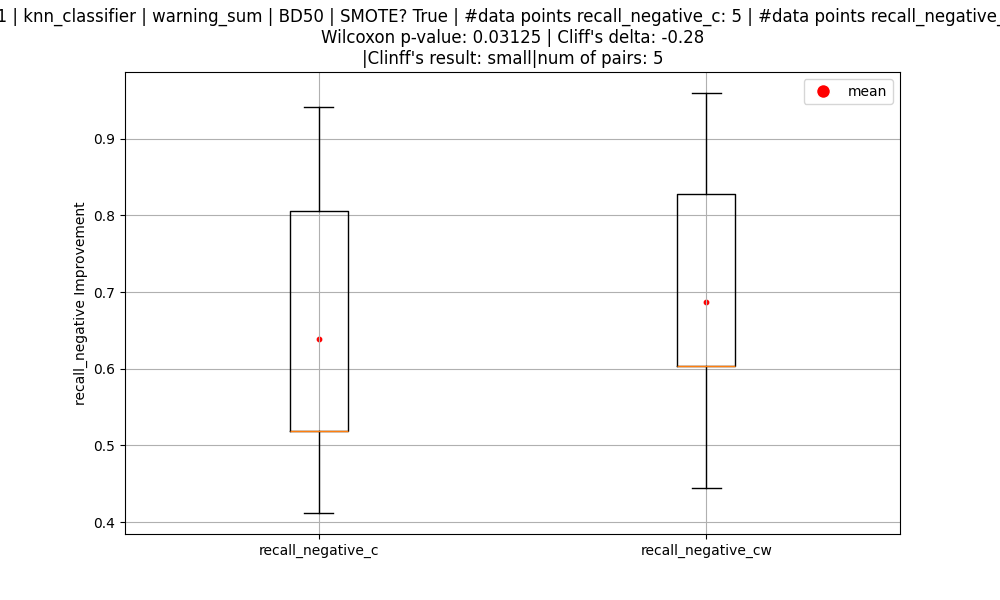 1 | knn_classifier | warning_sum | BD50 | SMOTE? True | #data points recall_negative_c: 5 | #data points recall_negative_
Wilcoxon p-value: 0.03125 | Cliff's delta: -0.28
|Clinff's result: small|num of pairs: 5
mean
0.9
0.8
0.7
0.6
0.5
0.4
recall_negative Improvement
recall_negative_c
recall_negative_cw